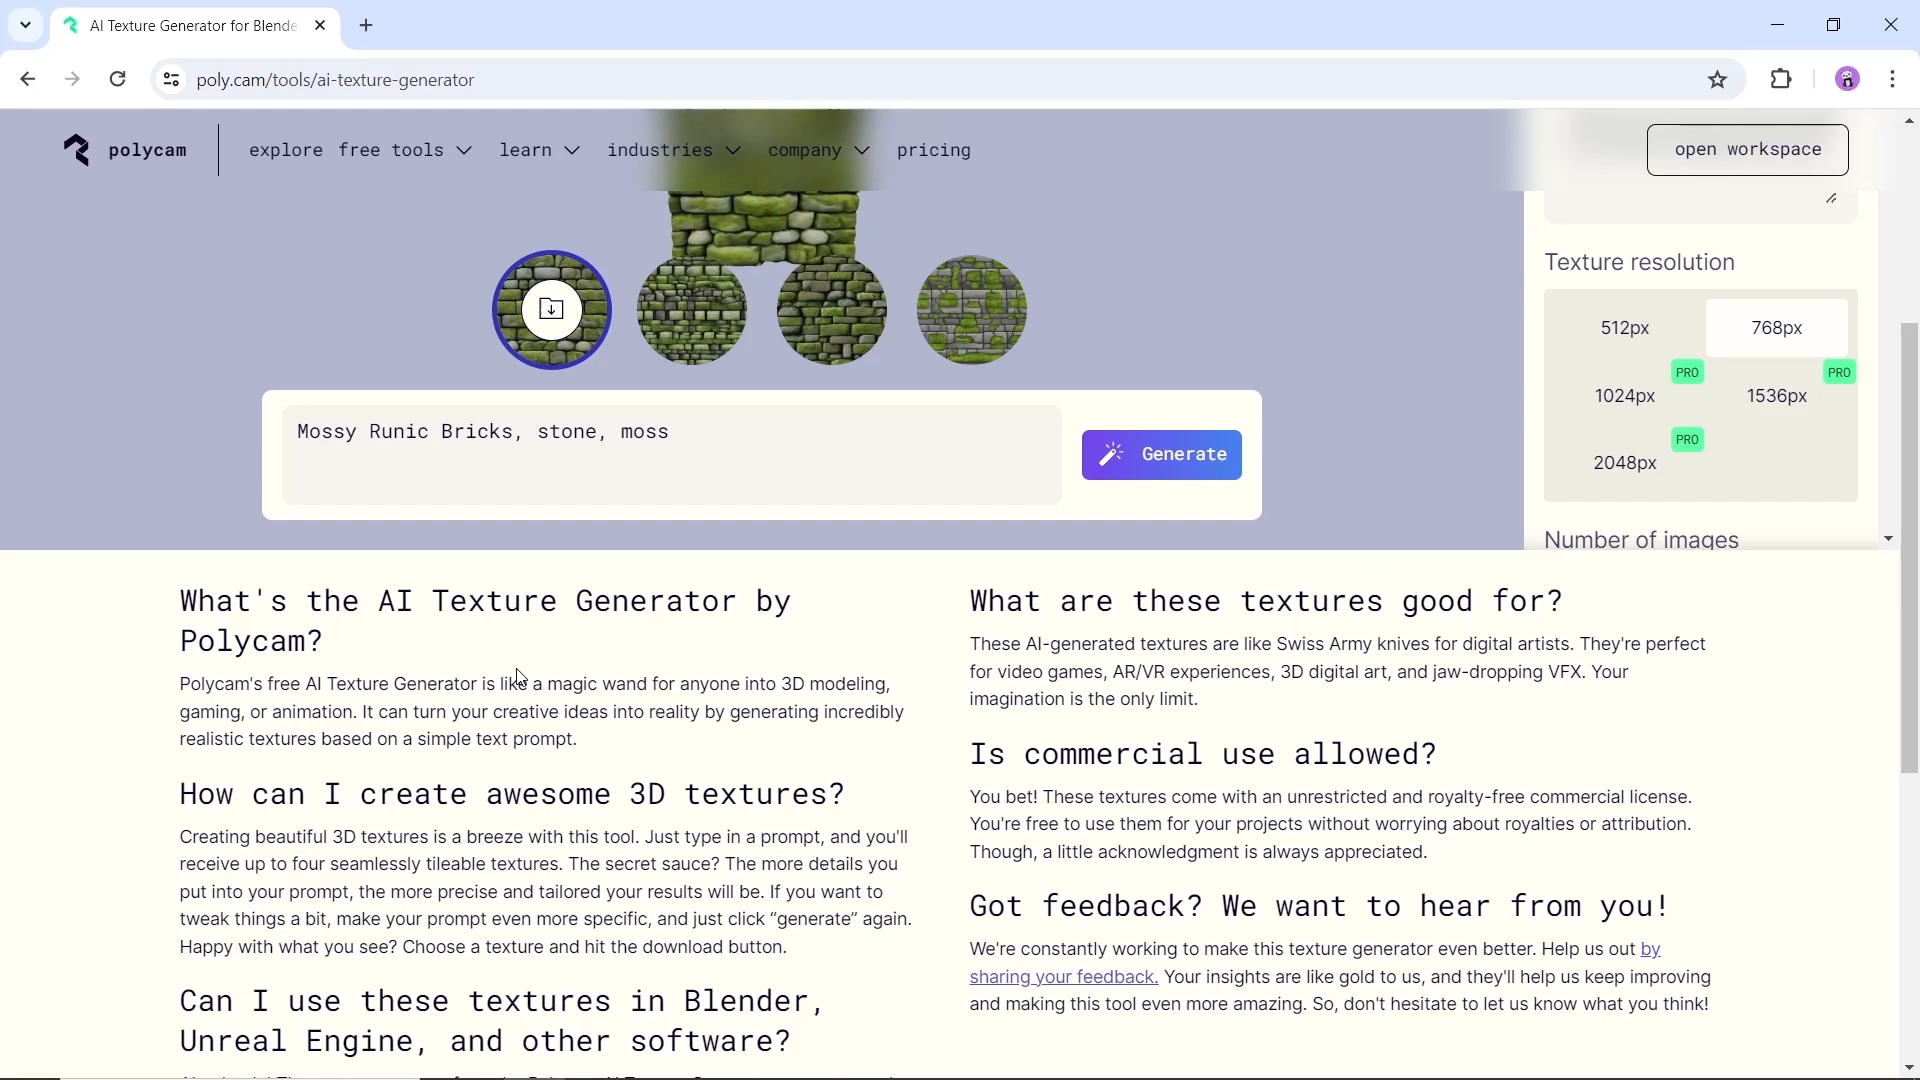 AI Texture Generator for Blende
poly.cam/tools/ai-texture-generator
polycam
explore free tools learn industries company pricing
open workspace
Texture resolution
512px 768px
PRO PRO
1024px 1536px
PRO
2048px
Number of images
Mossy Runic Bricks, stone, moss
Generate
What's the AI Texture Generator by
Polycam?
Polycam's free AI Texture Generator is like a magic wand for anyone into 3D modeling,
gaming, or animation. It can turn your creative ideas into reality by generating incredibly
realistic textures based on a simple text prompt.
How can I create awesome 3D textures?
Creating beautiful 3D textures is a breeze with this tool. Just type in a prompt, and you'll
receive up to four seamlessly tileable textures. The secret sauce? The more details you
put into your prompt, the more precise and tailored your results will be. If you want to
tweak things a bit, make your prompt even more specific, and just click “generate” again.
Happy with what you see? Choose a texture and hit the download button.
Can I use these textures in Blender,
Unreal Engine, and other software?
What are these textures good for?
These AI-generated textures are like Swiss Army knives for digital artists. They're perfect
for video games, AR/VR experiences, 3D digital art, and jaw-dropping VFX. Your
imagination is the only limit.
Is commercial use allowed?
You bet! These textures come with an unrestricted and royalty-free commercial license.
You're free to use them for your projects without worrying about royalties or attribution.
Though, a little acknowledgment is always appreciated.
Got feedback? We want to hear from you!
We're constantly working to make this texture generator even better. Help us out by
sharing your feedback. Your insights are like gold to us, and they'll help us keep improving
and making this tool even more amazing. So, don't hesitate to let us know what you think!